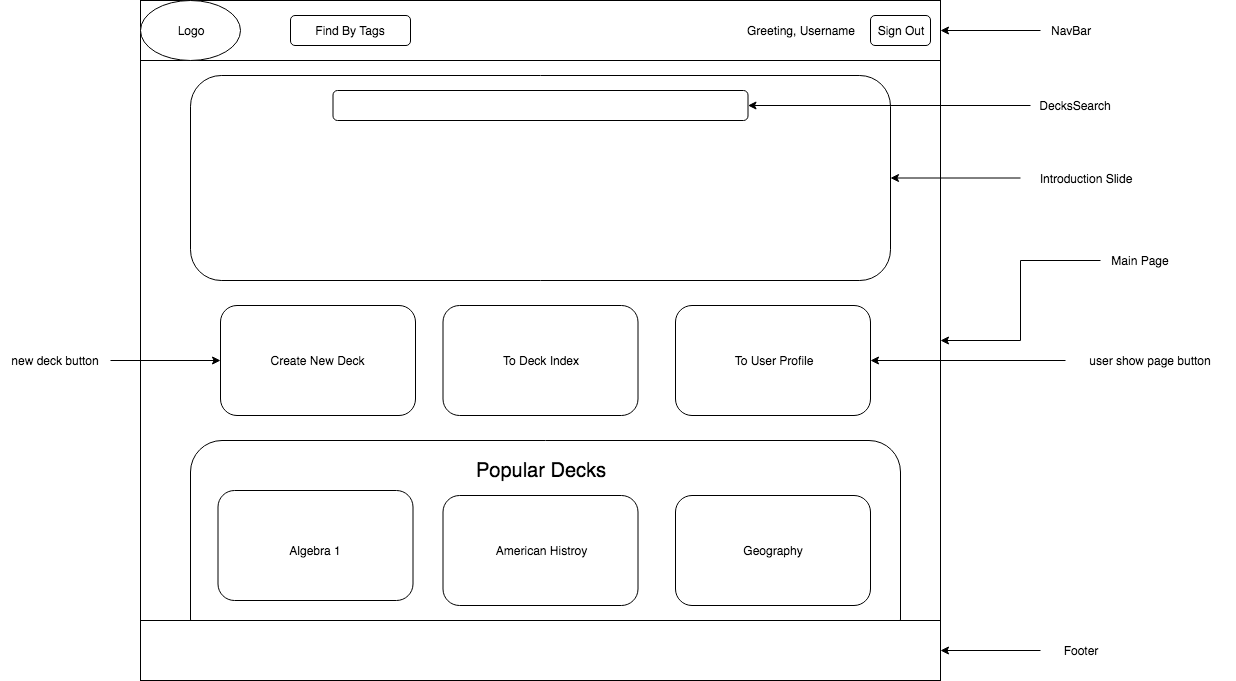 Logo
Find By Tags
Greeting, Username
Sign Out
NavBar
DecksSearch
Introduction Slide
Main Page
new deck button
Create New Deck
To Deck Index
To User Profile
user show page button
Popular Decks
Algebra 1
American Histroy
Geography
Footer